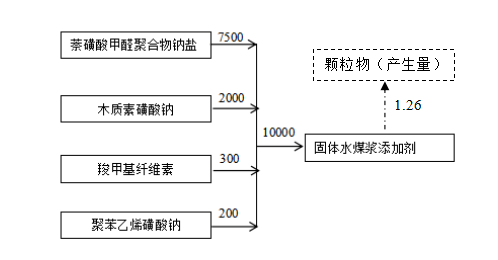 萘磺酸甲醛聚合物钠盐
7500
颗粒物（产生量）
木质素磺酸钠
2000
1.26
10000
固体水煤浆添加剂
羧甲基纤维素
300
聚苯乙烯磺酸钠
200